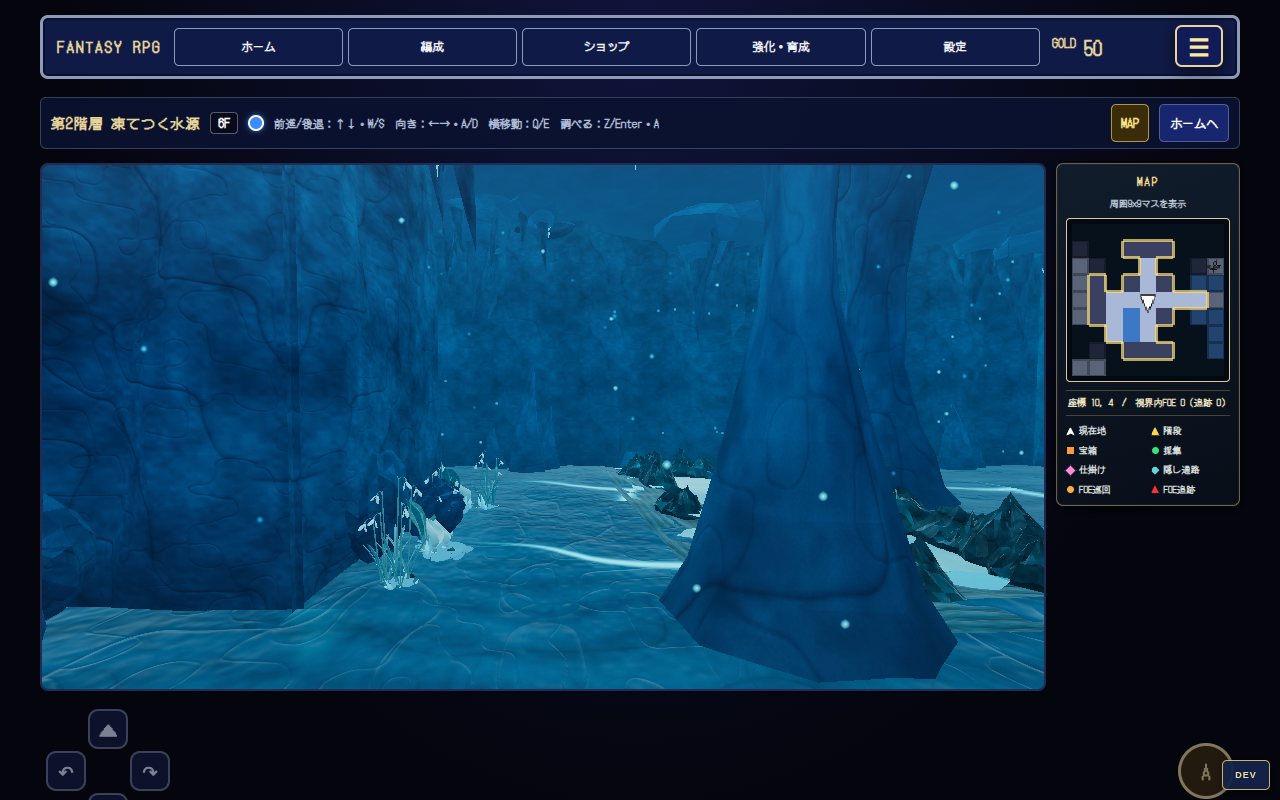 FANTASY RPG
ホーム
編成
ショップ
強化・育成
設定
GOLD 50
第2階層 凍てつく水源
6F
前進/後退：↑↓・W/S 向き：←→・A/D 横移動：Q/E 調べる：Z/Enter・A
MAP
ホームへ
MAP
周囲9x9マスを表示
座標 10, 4 / 視界内FOE 0 (追跡 0)
現在地
階段
宝箱
採集
仕掛け
隠し通路
FOE巡回
FOE追跡
A
DEV